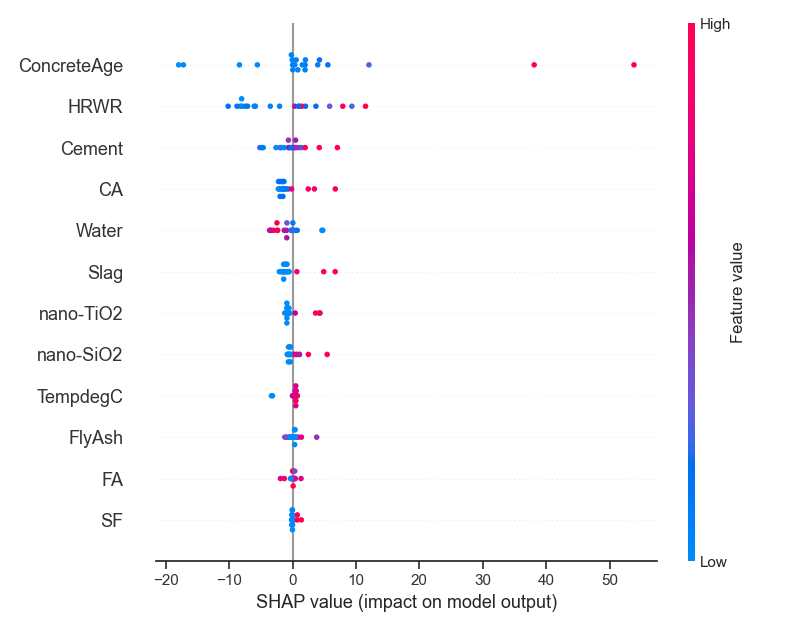 High
ConcreteAge
HRWR
Cement
CA
Water
Slag
nano-TiO2
nano-SiO2
TempdegC
FlyAsh
FA
SF
Feature value
Low
−20 −10 0 10 20 30 40 50
SHAP value (impact on model output)